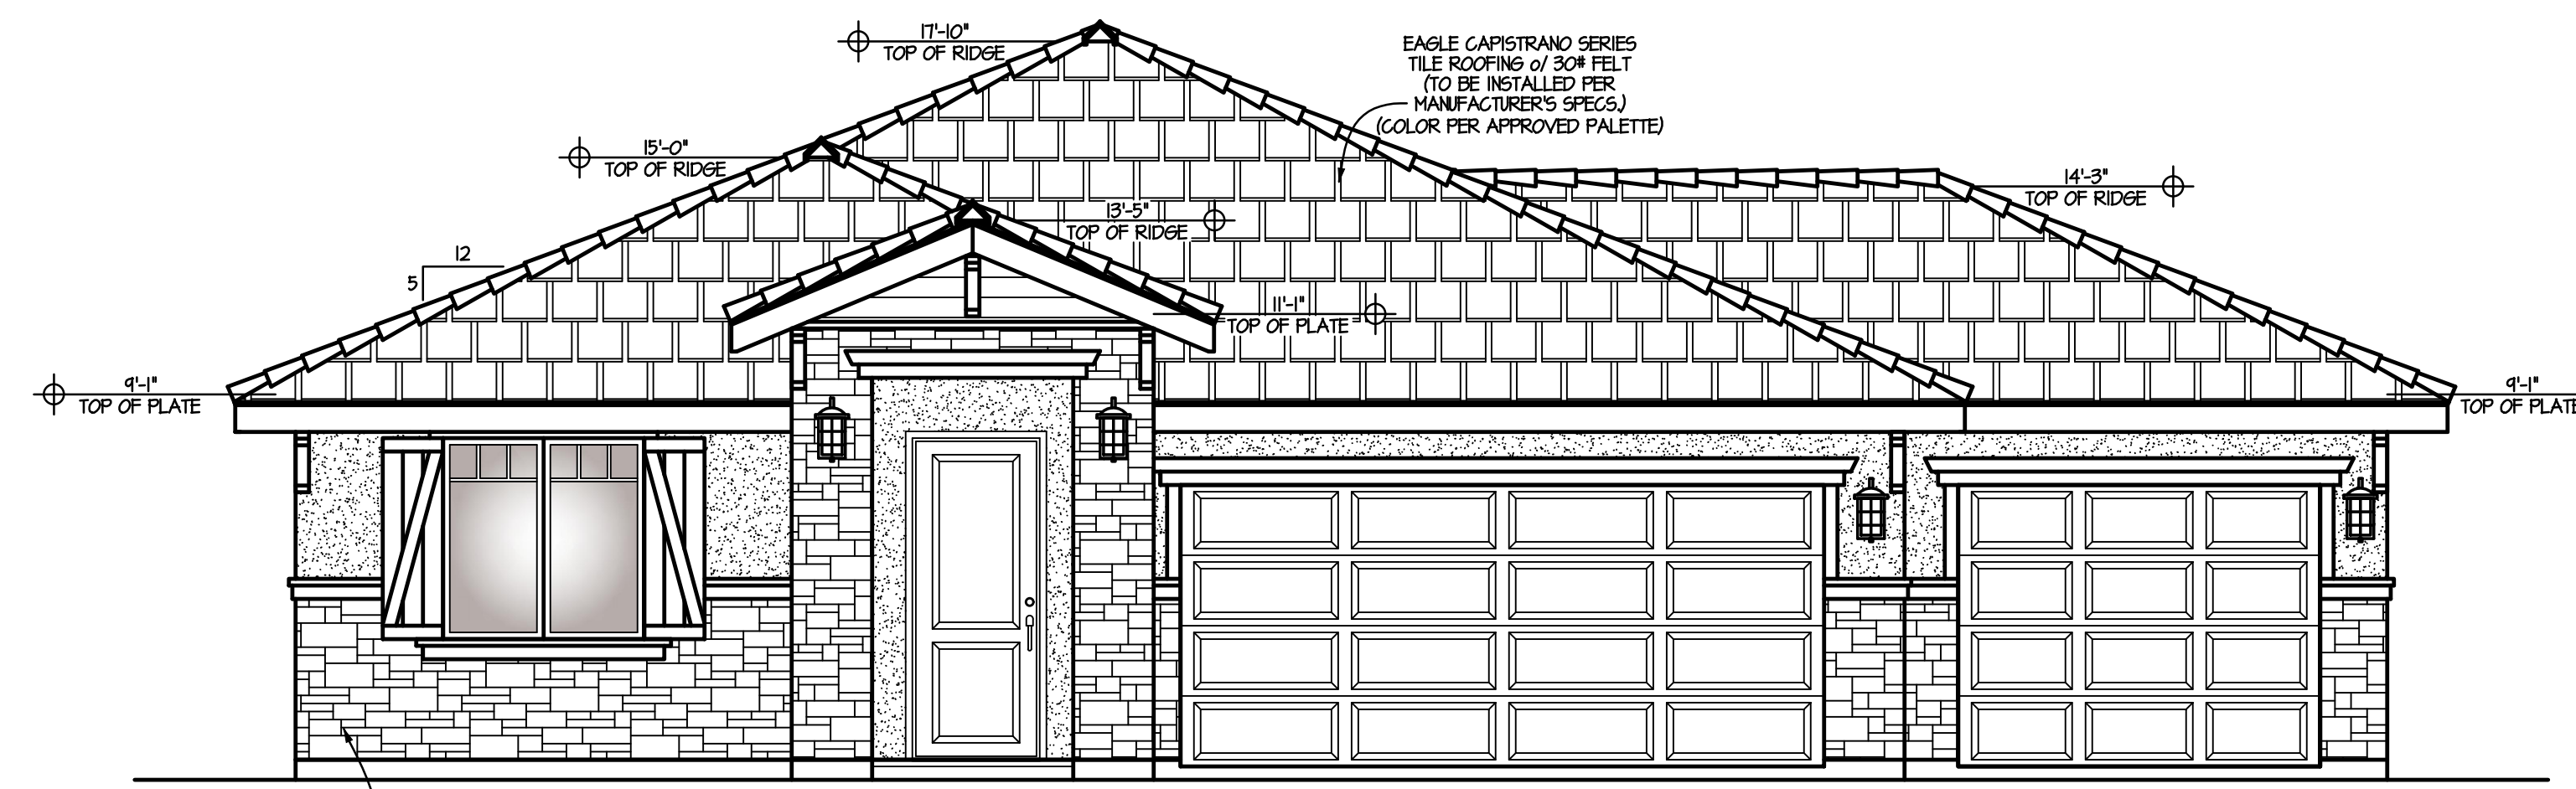 17'-10"
TOP OF RIDGE
EAGLE CAPISTRANO SERIES
TILE ROOFING o/ 30# FELT
(TO BE INSTALLED PER
MANUFACTURER'S SPECS.)
(COLOR PER APPROVED PALETTE)
15'-0"
TOP OF RIDGE
14'-3"
TOP OF RIDGE
13'-5"
TOP OF RIDGE
12
5
11'-1"
TOP OF PLATE
9'-1"
TOP OF PLATE
9'-1"
TOP OF PLATE